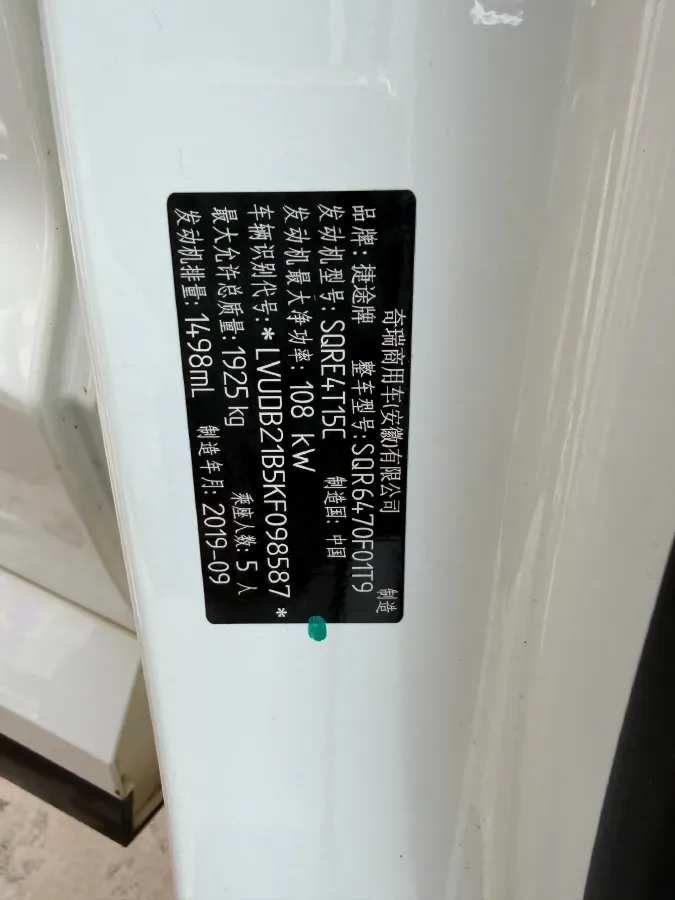 奇瑞商用车(安徽)有限公司 制造
品牌: 捷途牌 整车型号: SQR6470F01T9
发动机型号: SQRE4T15C 制造国: 中国
发动机最大净功率: 108 kW
车辆识别代号: *LVUDB21B5KF098587*
最大允许总质量: 1925 kg 乘座人数: 5 人
发动机排量: 1498mL 制造年月: 2019-09